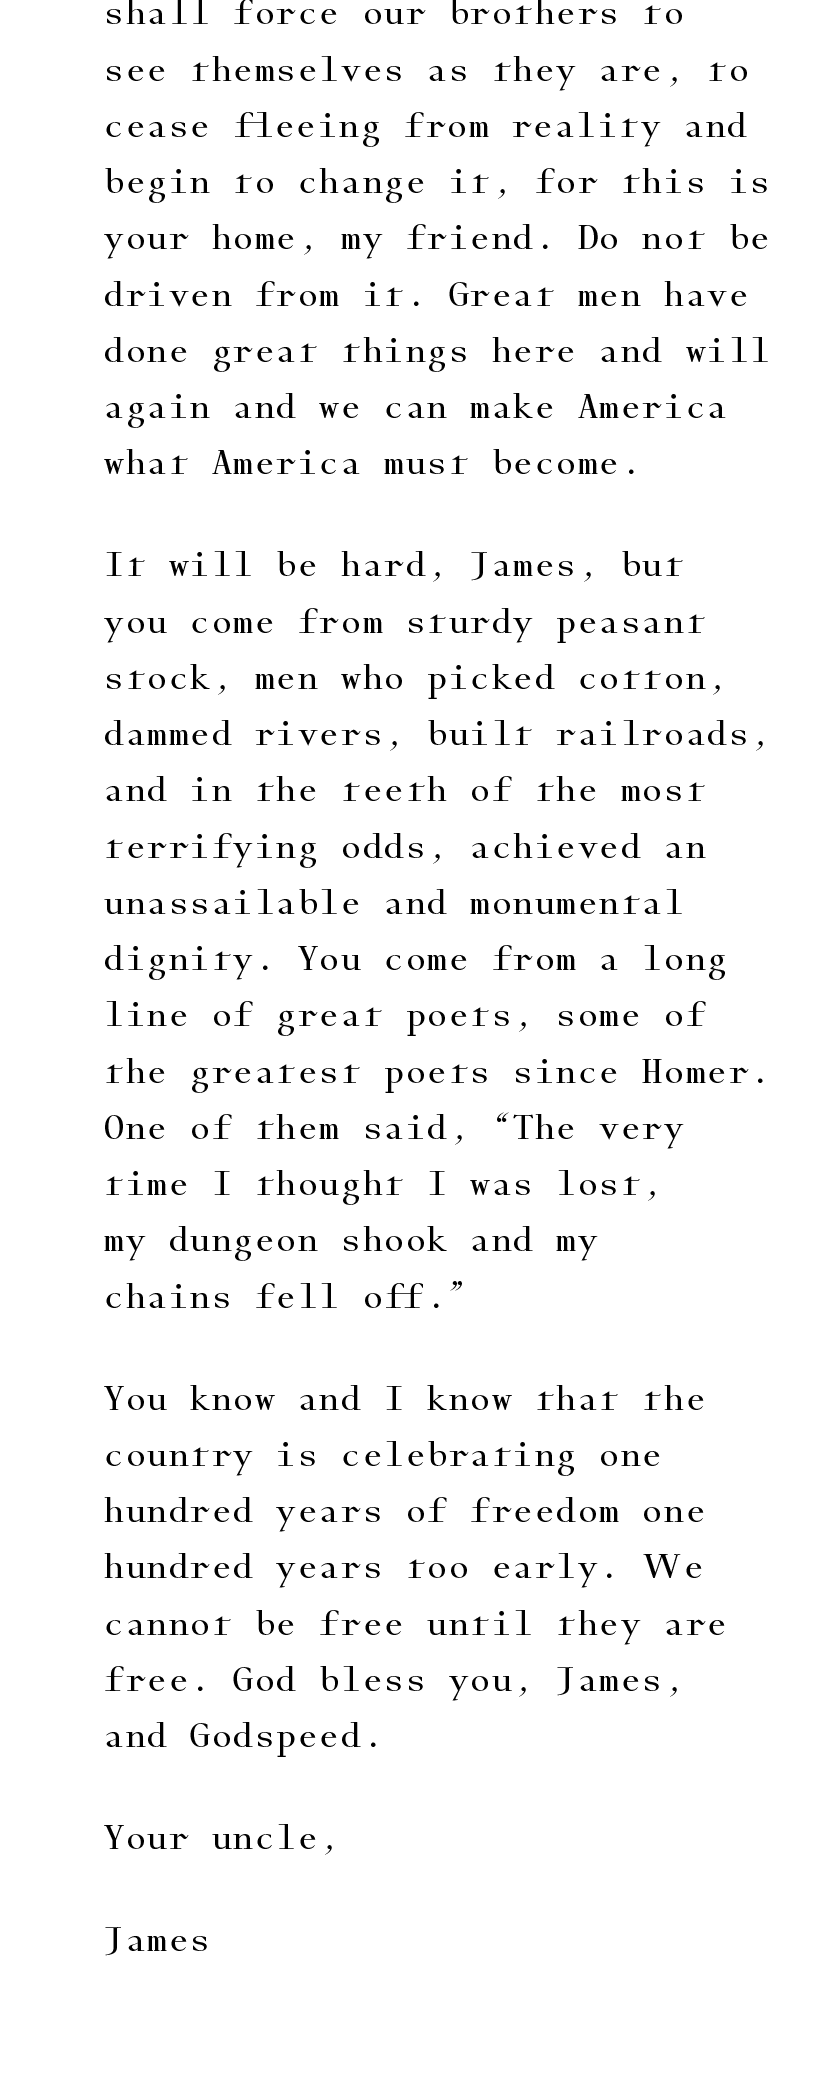 shall force our brothers to
see themselves as they are, to
cease fleeing from reality and
begin to change it, for this is
your home, my friend. Do not be
driven from it. Great men have
done great things here and will
again and we can make America
what America must become.
It will be hard, James, but
you come from sturdy peasant
stock, men who picked cotton,
dammed rivers, built railroads,
and in the teeth of the most
terrifying odds, achieved an
unassailable and monumental
dignity. You come from a long
line of great poets, some of
the greatest poets since Homer.
One of them said, “The very
time I thought I was lost,
my dungeon shook and my
chains fell off.”
You know and I know that the
country is celebrating one
hundred years of freedom one
hundred years too early. We
cannot be free until they are
free. God bless you, James,
and Godspeed.
Your uncle,
James